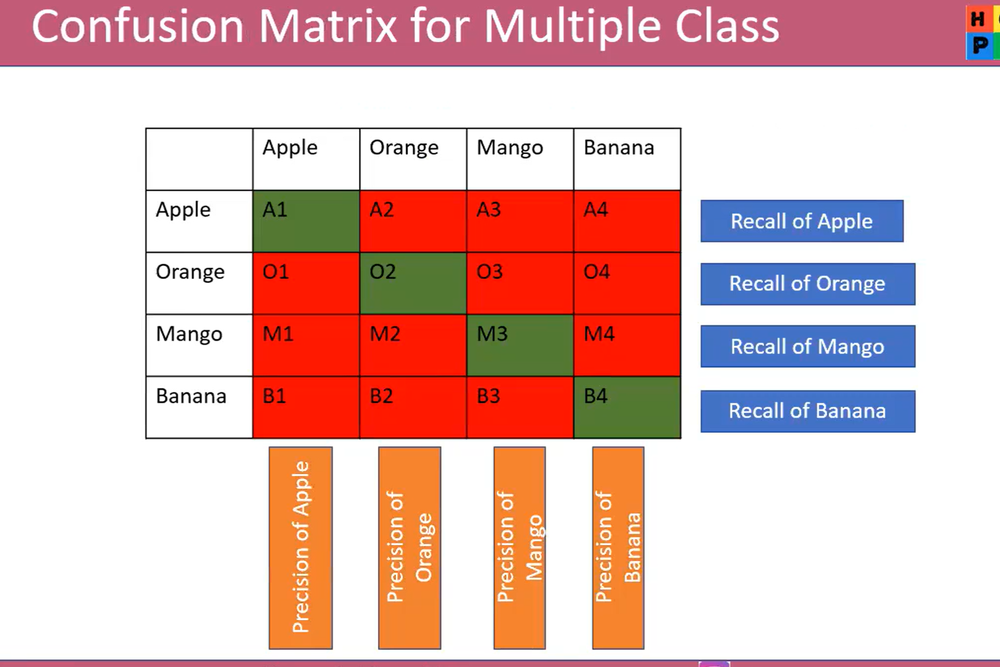 Confusion Matrix for Multiple Class
H
P
Apple Orange Mango Banana
Apple A1 A2 A3 A4 Recall of Apple
Orange O1 O2 O3 O4 Recall of Orange
Mango M1 M2 M3 M4 Recall of Mango
Banana B1 B2 B3 B4 Recall of Banana
Precision of Apple
Precision of
Orange
Precision of
Mango
Precision of
Banana